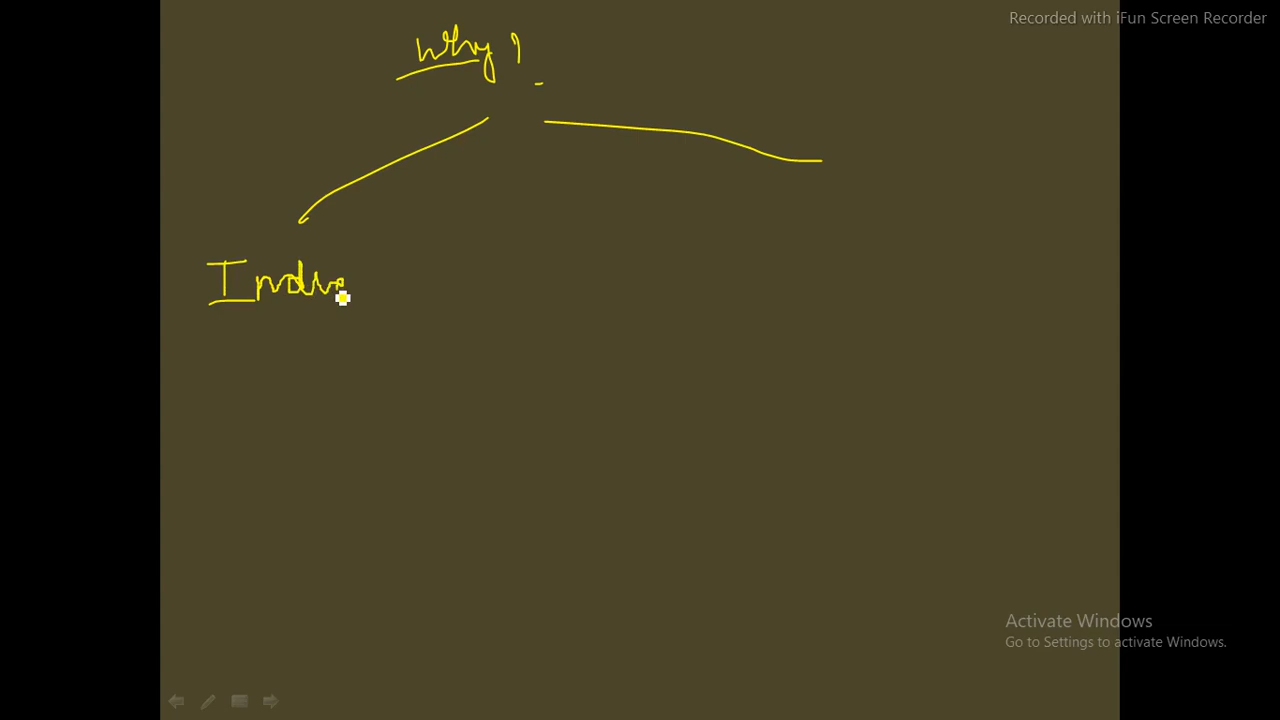 Recorded with iFun Screen Recorder
Why?
Indu
Activate Windows
Go to Settings to activate Windows.